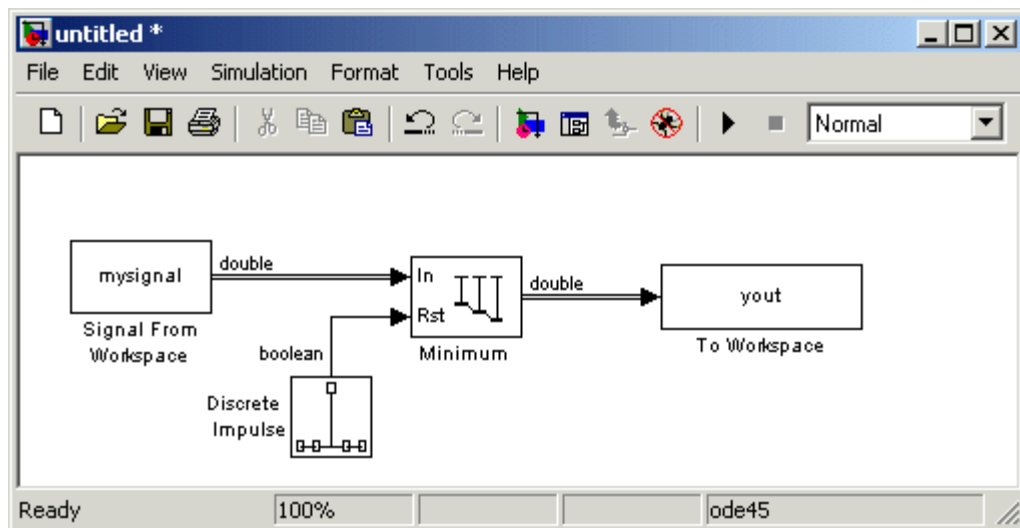 untitled *
File Edit View Simulation Format Tools Help
Normal
mysignal
double
Signal From
Workspace
In
Rst
Minimum
double
yout
To Workspace
boolean
Discrete
Impulse
Ready 100% ode45